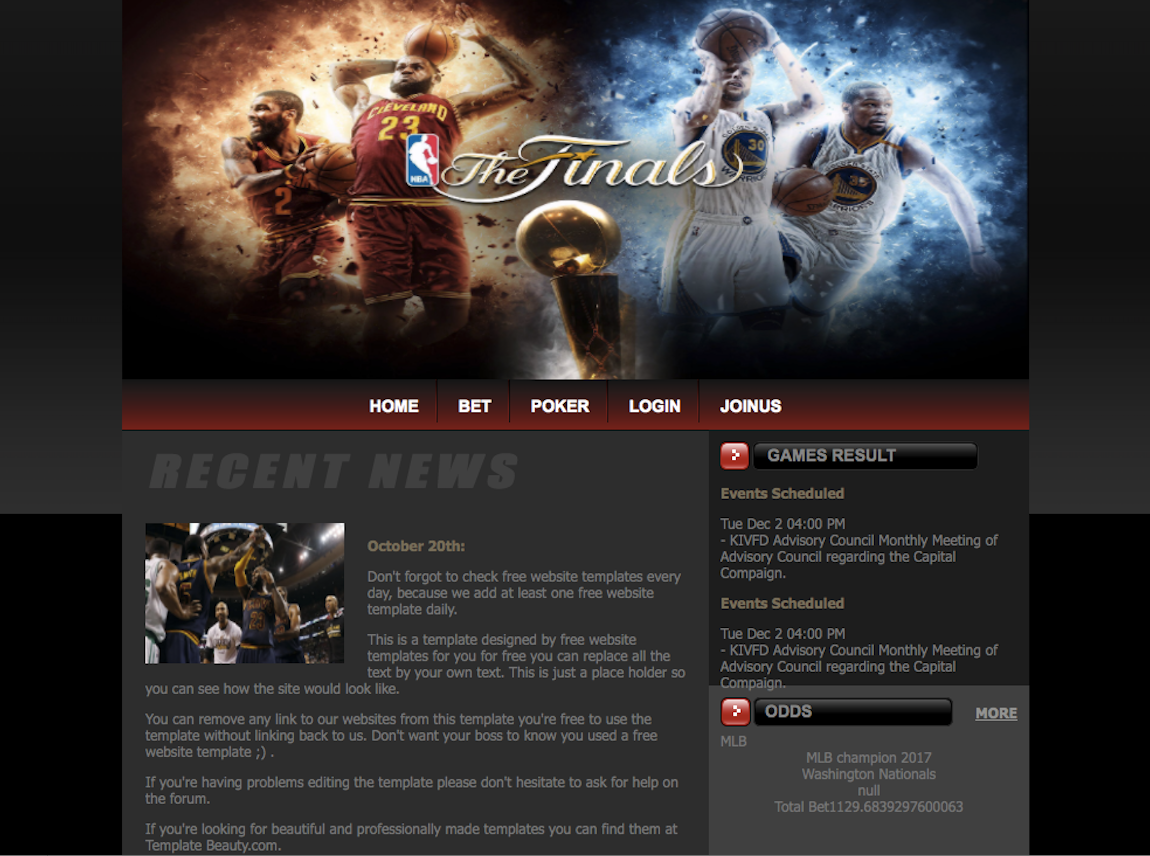 CLEVELAND
23
2
NBA
The Finals
30
WARRIORS
35
HOME
BET
POKER
LOGIN
JOINUS
RECENT NEWS
October 20th:
Don't forgot to check free website templates every
day, because we add at least one free website
template daily.
This is a template designed by free website
templates for you for free you can replace all the
text by your own text. This is just a place holder so
you can see how the site would look like.
You can remove any link to our websites from this template you're free to use the
template without linking back to us. Don't want your boss to know you used a free
website template ;) .
If you're having problems editing the template please don't hesitate to ask for help on
the forum.
If you're looking for beautiful and professionally made templates you can find them at
Template Beauty.com.
GAMES RESULT
Events Scheduled
Tue Dec 2 04:00 PM
- KIVFD Advisory Council Monthly Meeting of
Advisory Council regarding the Capital
Compaign.
Events Scheduled
Tue Dec 2 04:00 PM
- KIVFD Advisory Council Monthly Meeting of
Advisory Council regarding the Capital
Compaign.
ODDS
MORE
MLB
MLB champion 2017
Washington Nationals
null
Total Bet1129.6839297600063